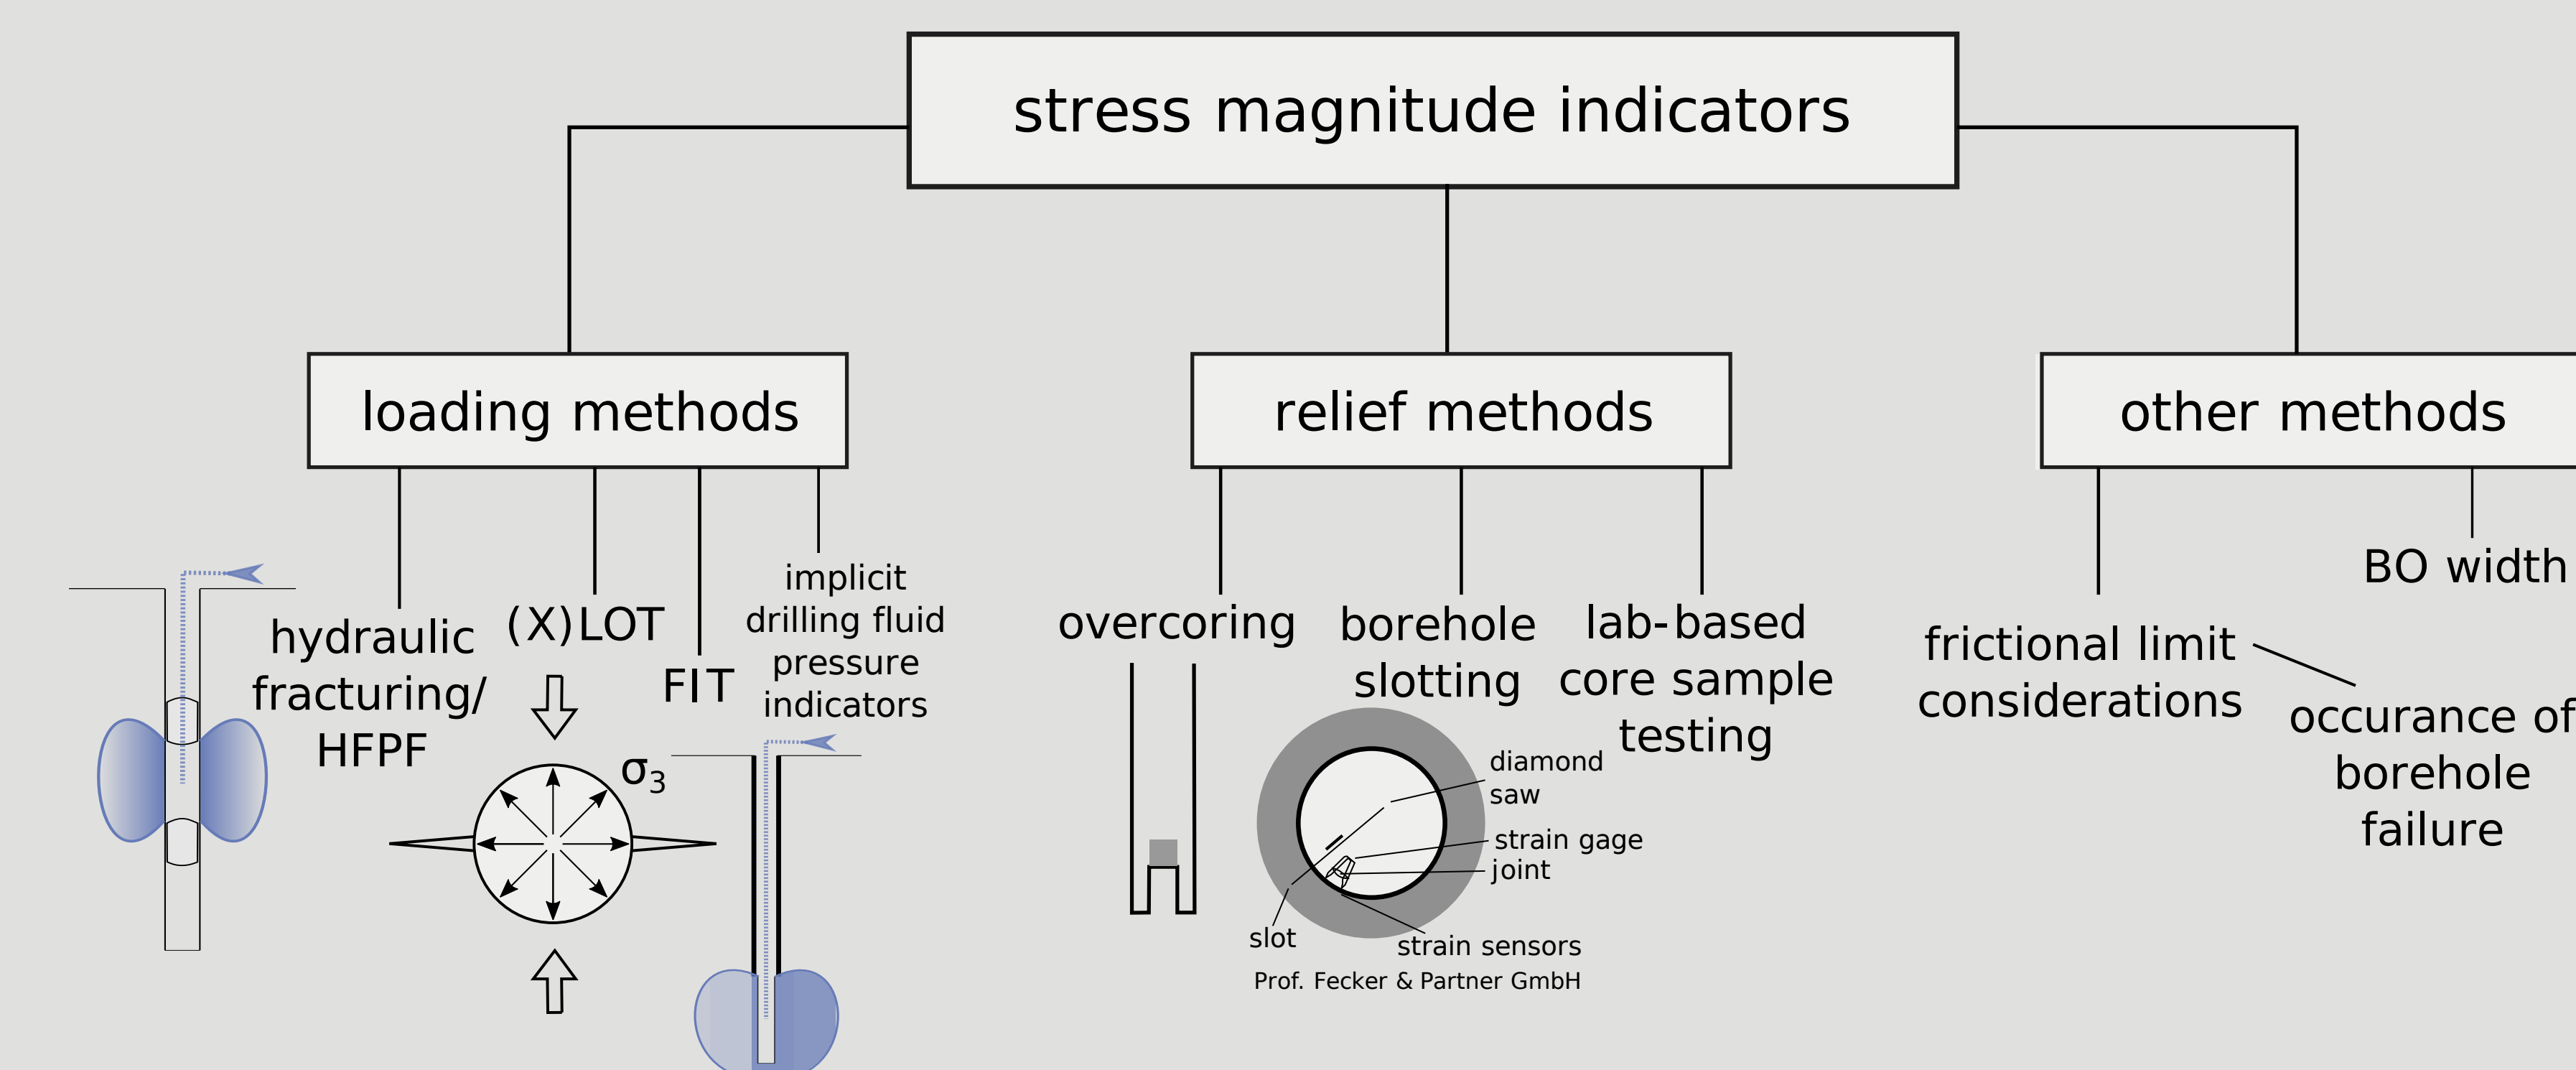 stress magnitude indicators
loading methods
relief methods
other methods
hydraulic
fracturing/
HFPF
(X)LOT
FIT
implicit
drilling fluid
pressure
indicators
σ3
overcoring
borehole
slotting
lab-based
core sample
testing
diamond
saw
strain gage
joint
slot
strain sensors
Prof. Fecker & Partner GmbH
frictional limit
considerations
BO width
occurance of
borehole
failure